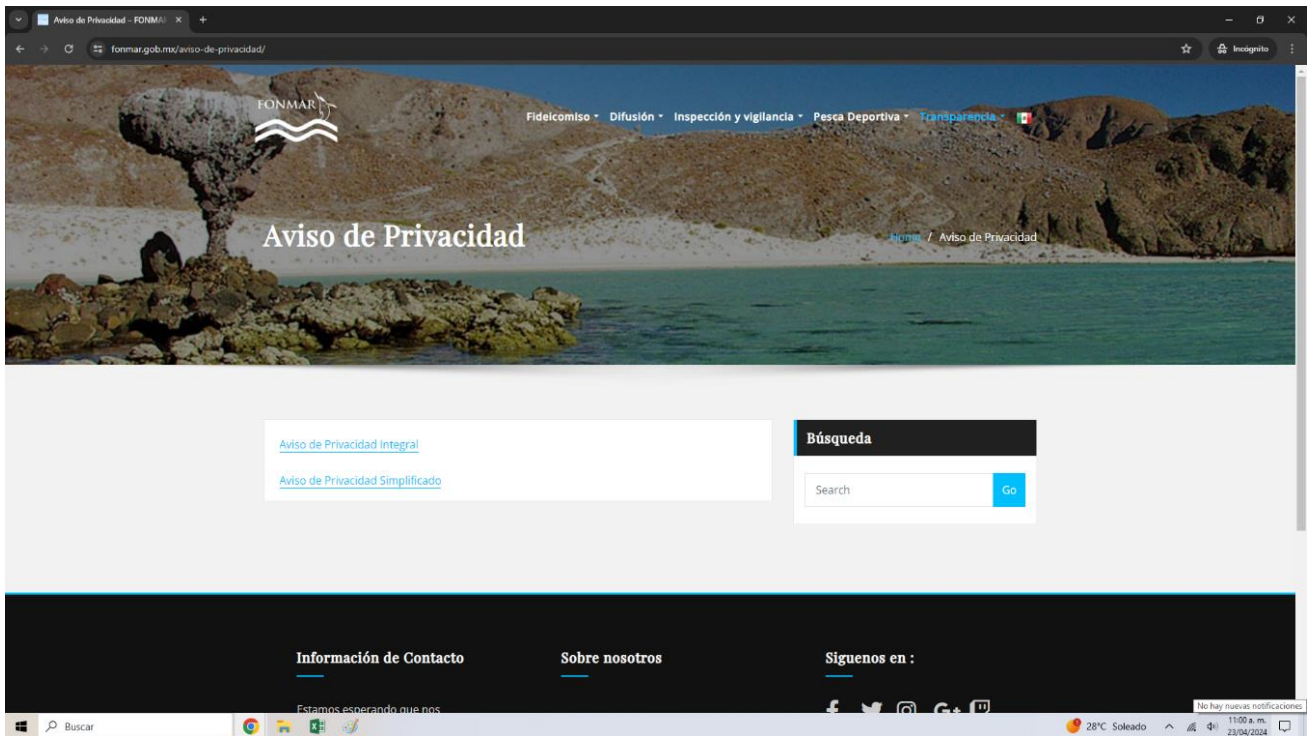 Aviso de Privacidad – FONMA
fonmar.gob.mx/aviso-de-privacidad/
Incógnito
FONMAR
Fideicomiso Difusión Inspección y vigilancia Pesca Deportiva Transparencia
Aviso de Privacidad
Home / Aviso de Privacidad
Aviso de Privacidad Integral
Aviso de Privacidad Simplificado
Búsqueda
Search Go
Información de Contacto
Sobre nosotros
Siguenos en :
Estamos esperando que nos
No hay nuevas notificaciones
Buscar
28°C Soleado
11:00 a. m.
23/04/2024